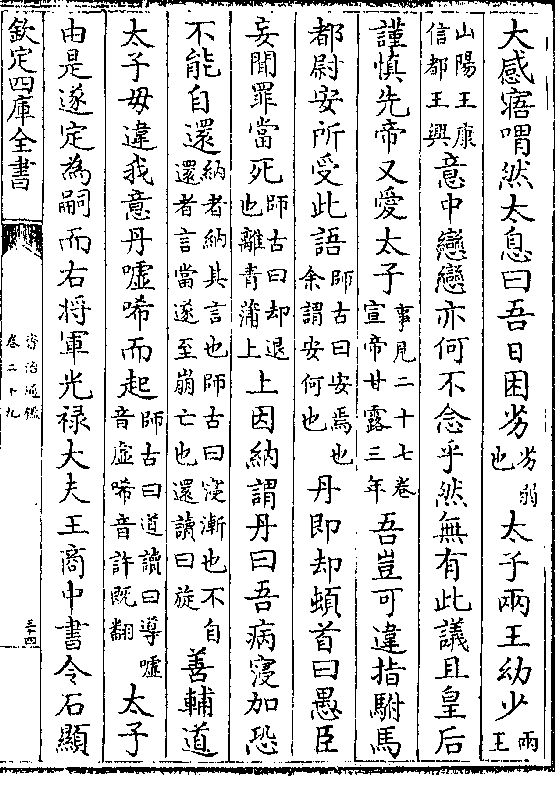 大感寤喟然太息曰吾日困劣劣弱也太子兩王幼少兩王
山陽王康信都王興意中戀戀亦何不念乎然無有此議且皇后
謹慎先帝又愛太子事見二十七卷宣帝甘露三年吾豈可違指駙馬
都尉安所受此語師古曰安焉也余謂安何也丹即却頓首曰愚臣
妄聞罪當死師古曰却退也離青蒲上上因納謂丹曰吾病寖加恐
不能自還納者納其言也師古曰寖漸也不自還者言當遂至崩亡也還讀曰旋善輔道
太子毋違我意丹噓唏而起師古曰道讀曰導噓音虛唏音許既翻太子
由是遂定為嗣而右將軍光禄大夫王商中書令石顯
欽定四庫全書
資治通鑑
卷二十九
三十四